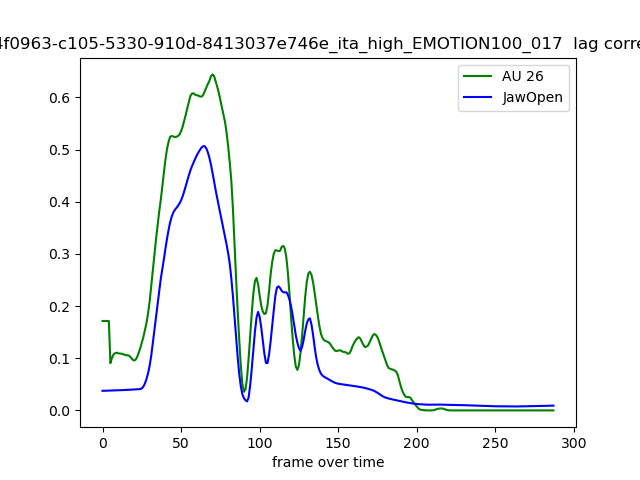 4f0963-c105-5330-910d-8413037e746e_ita_high_EMOTION100_017 lag corre
AU 26
JawOpen
0.6
0.5
0.4
0.3
0.2
0.1
0.0
0 50 100 150 200 250 300
frame over time